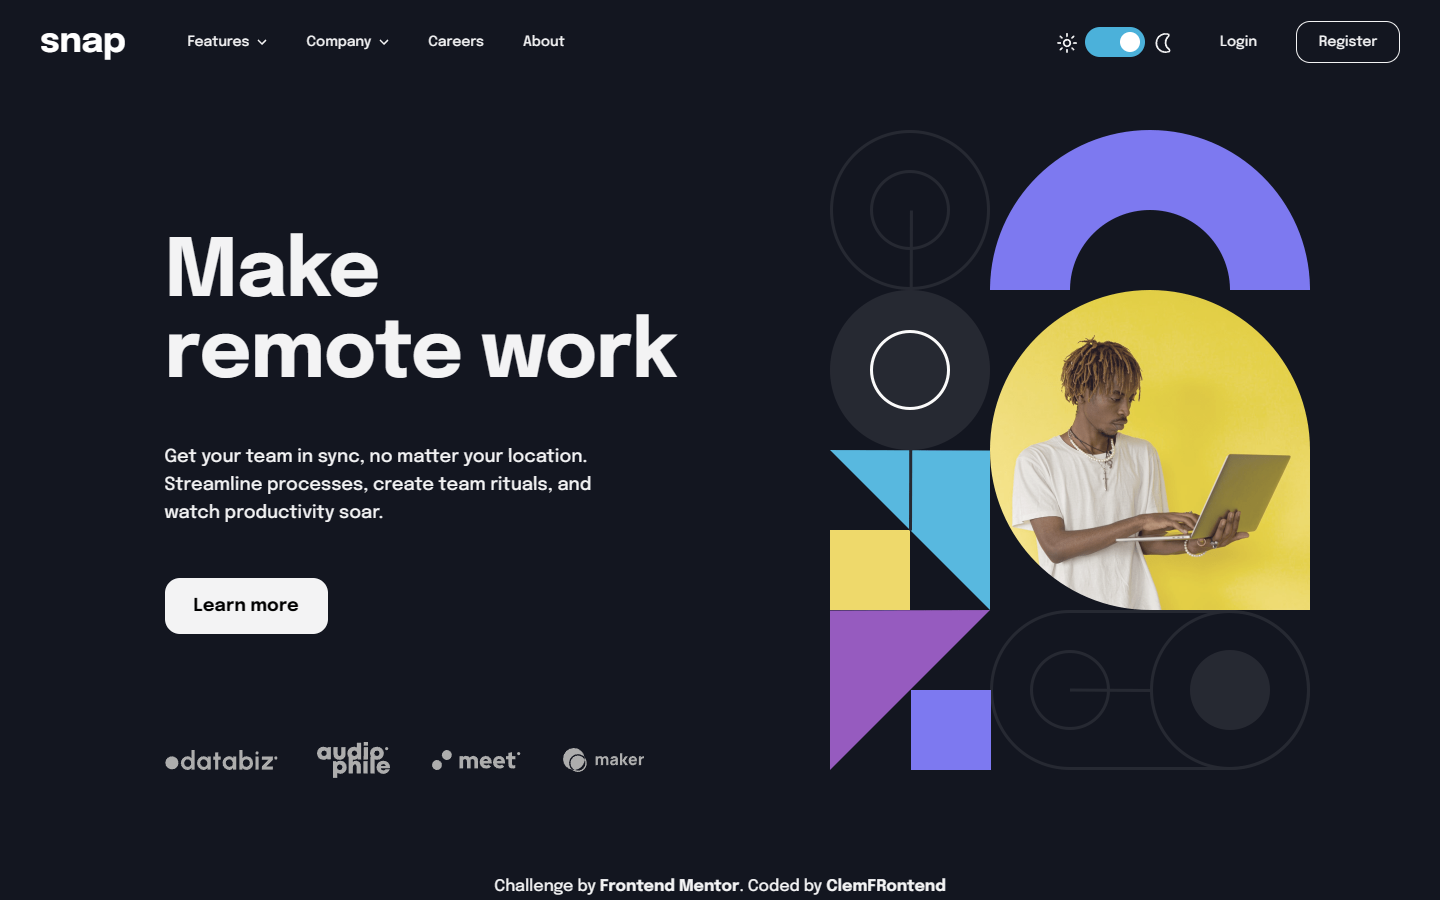 snap
Features
Company
Careers
About
Login
Register
Make
remote work
Get your team in sync, no matter your location.
Streamline processes, create team rituals, and
watch productivity soar.
Learn more
databiz
audio
phile
meet
maker
Challenge by Frontend Mentor. Coded by ClemFRontend